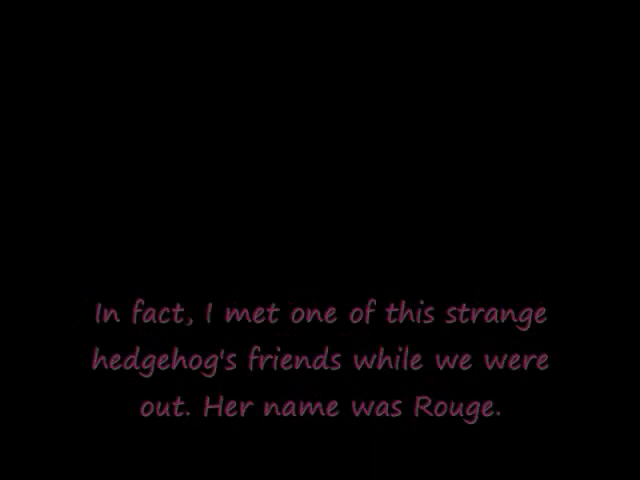 In fact, I met one of this strange
hedgehog's friends while we were
out. Her name was Rouge.